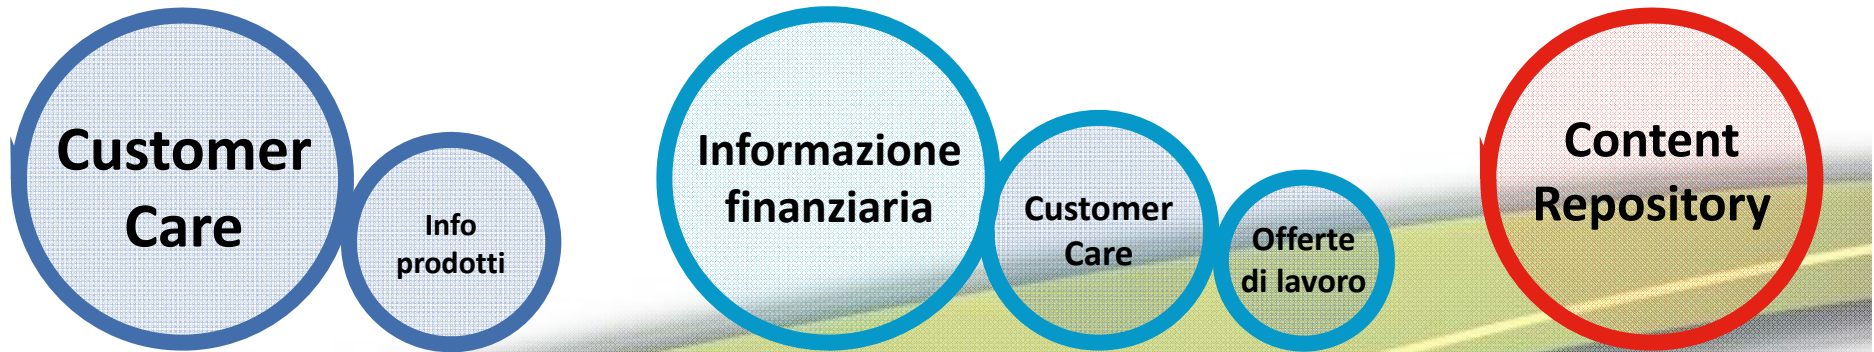 Customer
Care
Info
prodotti
Informazione
finanziaria
Customer
Care
Offerte
di lavoro
Content
Repository